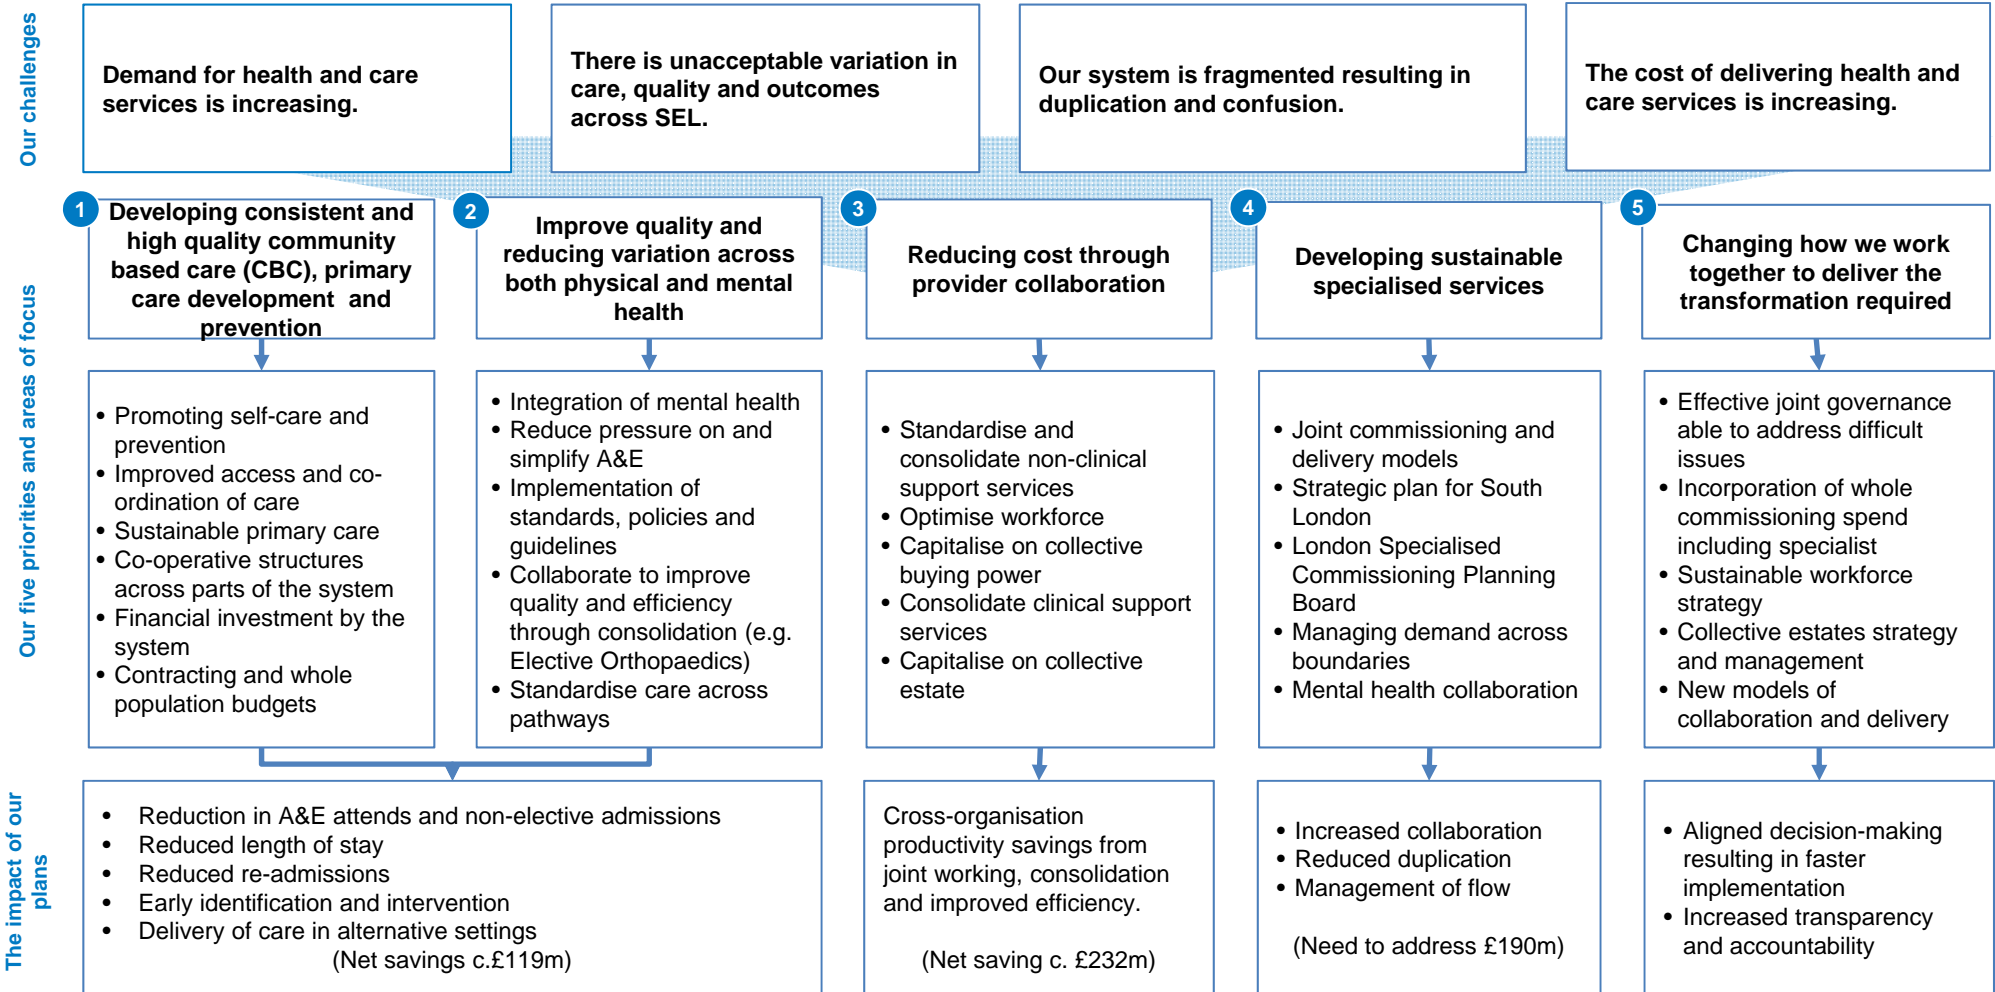 Our challenges
Demand for health and care
services is increasing.
There is unacceptable variation in
care, quality and outcomes
across SEL.
Our system is fragmented resulting in
duplication and confusion.
The cost of delivering health and
care services is increasing.
Our five priorities and areas of focus
1
Developing consistent and
high quality community
based care (CBC), primary
care development and
prevention
2
Improve quality and
reducing variation across
both physical and mental
health
3
Reducing cost through
provider collaboration
4
Developing sustainable
specialised services
5
Changing how we work
together to deliver the
transformation required
• Promoting self-care and
prevention
• Improved access and co-
ordination of care
• Sustainable primary care
• Co-operative structures
across parts of the system
• Financial investment by the
system
• Contracting and whole
population budgets
• Integration of mental health
• Reduce pressure on and
simplify A&E
• Implementation of
standards, policies and
guidelines
• Collaborate to improve
quality and efficiency
through consolidation (e.g.
Elective Orthopaedics)
• Standardise care across
pathways
• Standardise and
consolidate non-clinical
support services
• Optimise workforce
• Capitalise on collective
buying power
• Consolidate clinical support
services
• Capitalise on collective
estate
• Joint commissioning and
delivery models
• Strategic plan for South
London
• London Specialised
Commissioning Planning
Board
• Managing demand across
boundaries
• Mental health collaboration
• Effective joint governance
able to address difficult
issues
• Incorporation of whole
commissioning spend
including specialist
• Sustainable workforce
strategy
• Collective estates strategy
and management
• New models of
collaboration and delivery
The impact of our
plans
• Reduction in A&E attends and non-elective admissions
• Reduced length of stay
• Reduced re-admissions
• Early identification and intervention
• Delivery of care in alternative settings
(Net savings c.£119m)
Cross-organisation
productivity savings from
joint working, consolidation
and improved efficiency.
(Net saving c. £232m)
• Increased collaboration
• Reduced duplication
• Management of flow
(Need to address £190m)
• Aligned decision-making
resulting in faster
implementation
• Increased transparency
and accountability